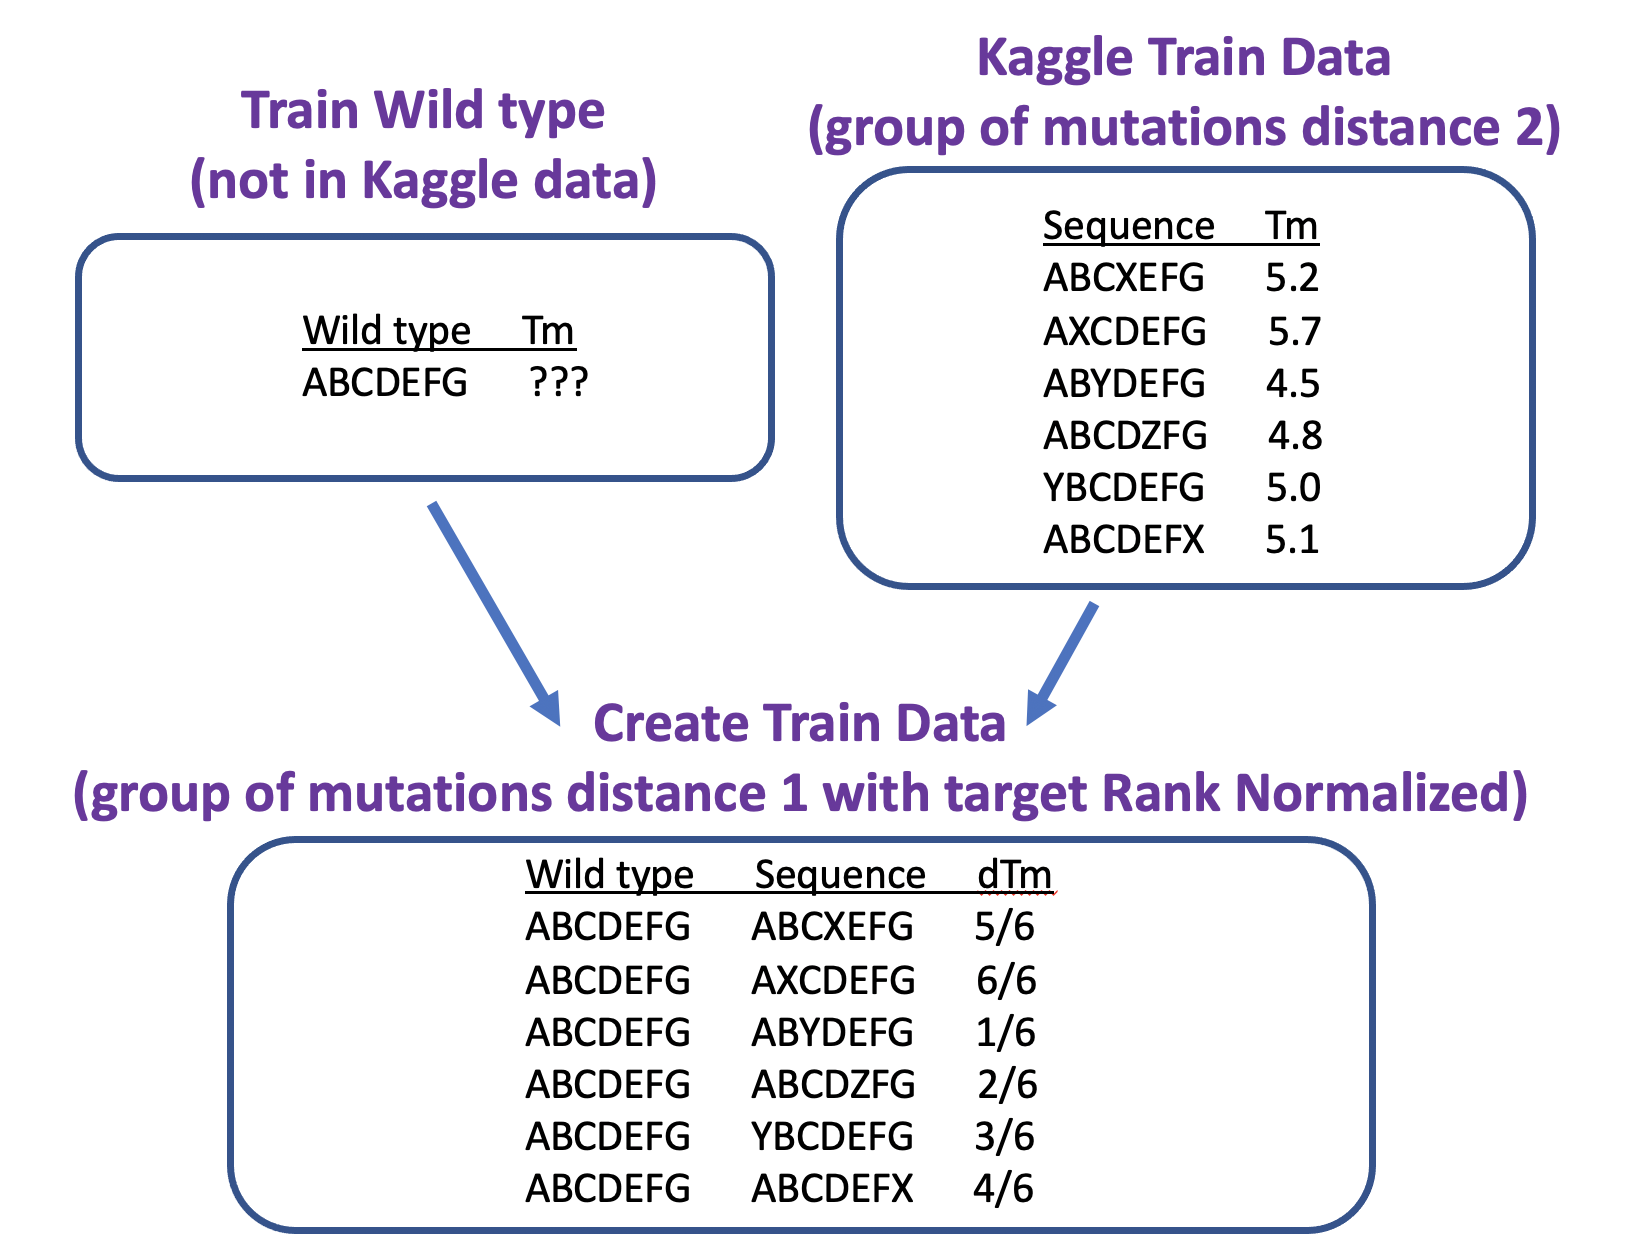 Train Wild type
(not in Kaggle data)
Wild type Tm
ABCDEFG ???
Kaggle Train Data
(group of mutations distance 2)
Sequence Tm
ABCXEFG 5.2
AXCDEFG 5.7
ABYDEFG 4.5
ABCDZFG 4.8
YBCDEFG 5.0
ABCDEFX 5.1
Create Train Data
(group of mutations distance 1 with target Rank Normalized)
Wild type Sequence dTm
ABCDEFG ABCXEFG 5/6
ABCDEFG AXCDEFG 6/6
ABCDEFG ABYDEFG 1/6
ABCDEFG ABCDZFG 2/6
ABCDEFG YBCDEFG 3/6
ABCDEFG ABCDEFX 4/6